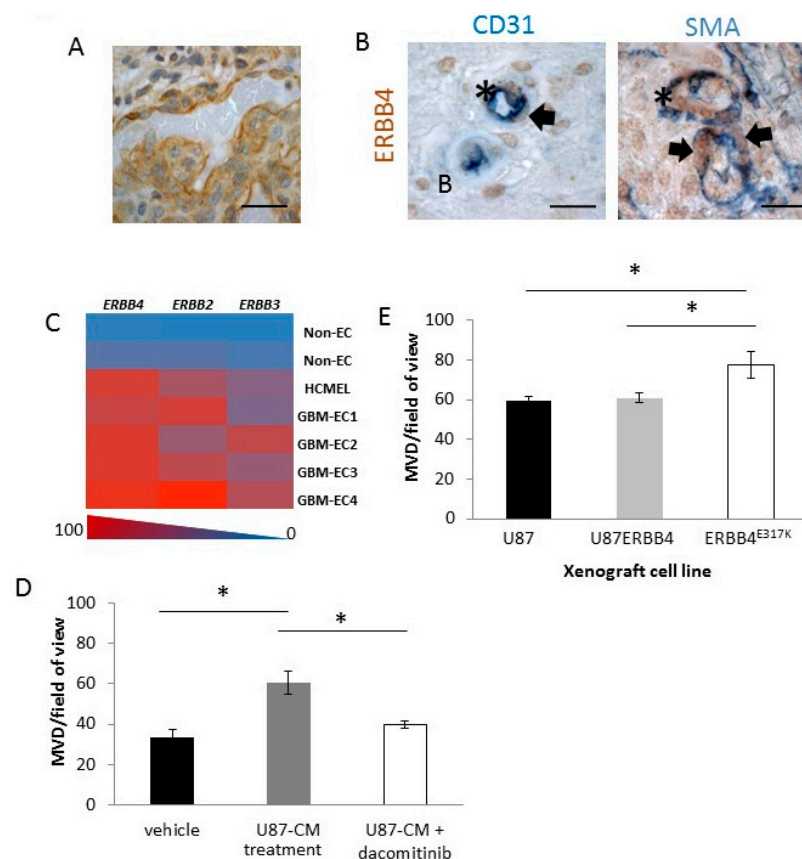 A
B
CD31
SMA
ERBB4
*
*
B
C
ERBB4 ERBB2 ERBB3
Non-EC
Non-EC
HCMEL
GBM-EC1
GBM-EC2
GBM-EC3
GBM-EC4
100
0
E
*
*
MVD/field of view
100
80
60
40
20
0
U87 U87ERBB4 ERBB4E317K
Xenograft cell line
D
*
*
MVD/field of view
100
80
60
40
20
0
vehicle
U87-CM
treatment
U87-CM +
dacomitinib